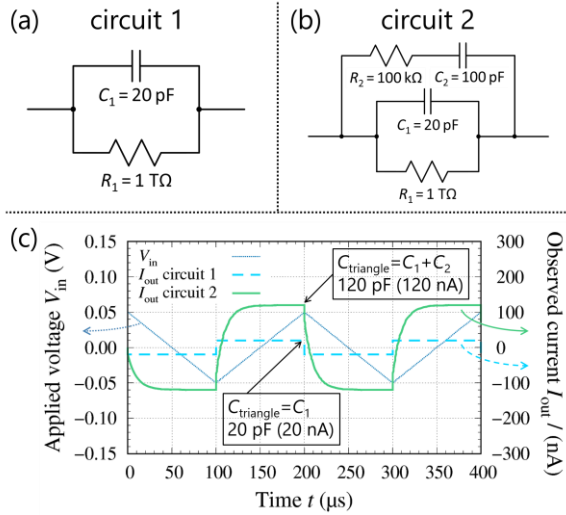 (a) circuit 1
C₁ = 20 pF
R₁ = 1 TΩ
(b) circuit 2
R₂ = 100 kΩ C₂ = 100 pF
C₁ = 20 pF
R₁ = 1 TΩ
(c)
Applied voltage Vin (V)
0.15
0.10
0.05
0.00
−0.05
−0.10
−0.15
Vin
Iout circuit 1
Iout circuit 2
Ctriangle=C₁+C₂
120 pF (120 nA)
Ctriangle=C₁
20 pF (20 nA)
300
200
100
0
−100
−200
−300
Observed current Iout / (nA)
0 50 100 150 200 250 300 350 400
Time t (μs)